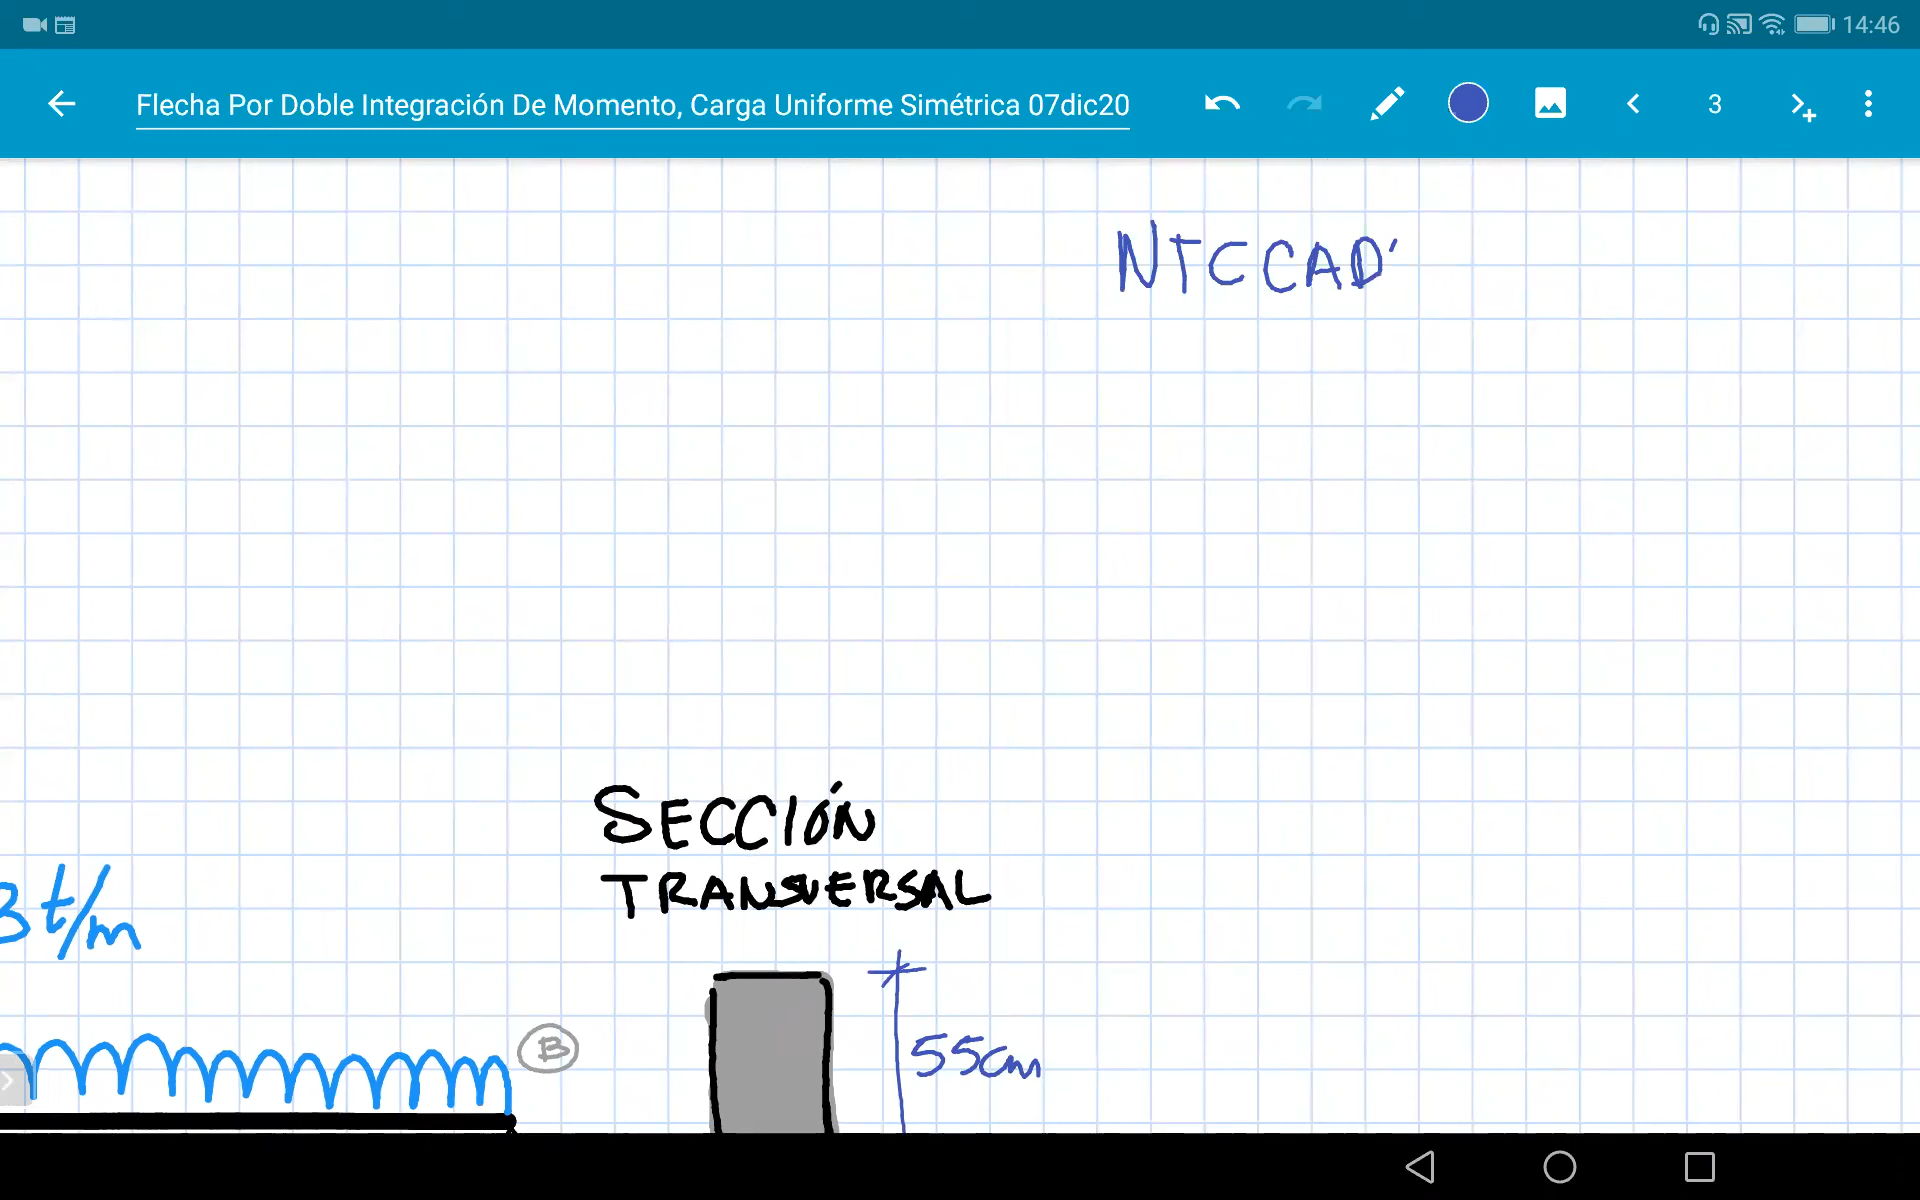 14:46
Flecha Por Doble Integración De Momento, Carga Uniforme Simétrica 07dic20
3
NTCCAD'
SECCIÓN
TRANSVERSAL
3 t/m
B
55cm